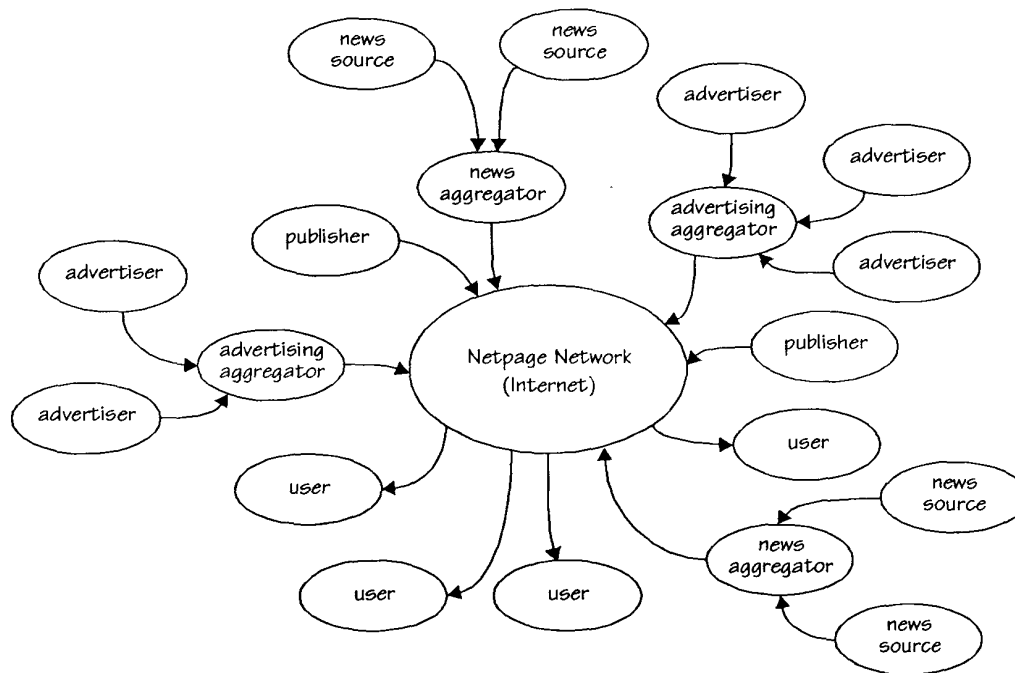 news
source
news
source
advertiser
advertiser
news
aggregator
advertising
aggregator
publisher
advertiser
advertiser
advertising
aggregator
Netpage Network
(Internet)
publisher
advertiser
user
user
news
source
news
aggregator
user
user
news
source